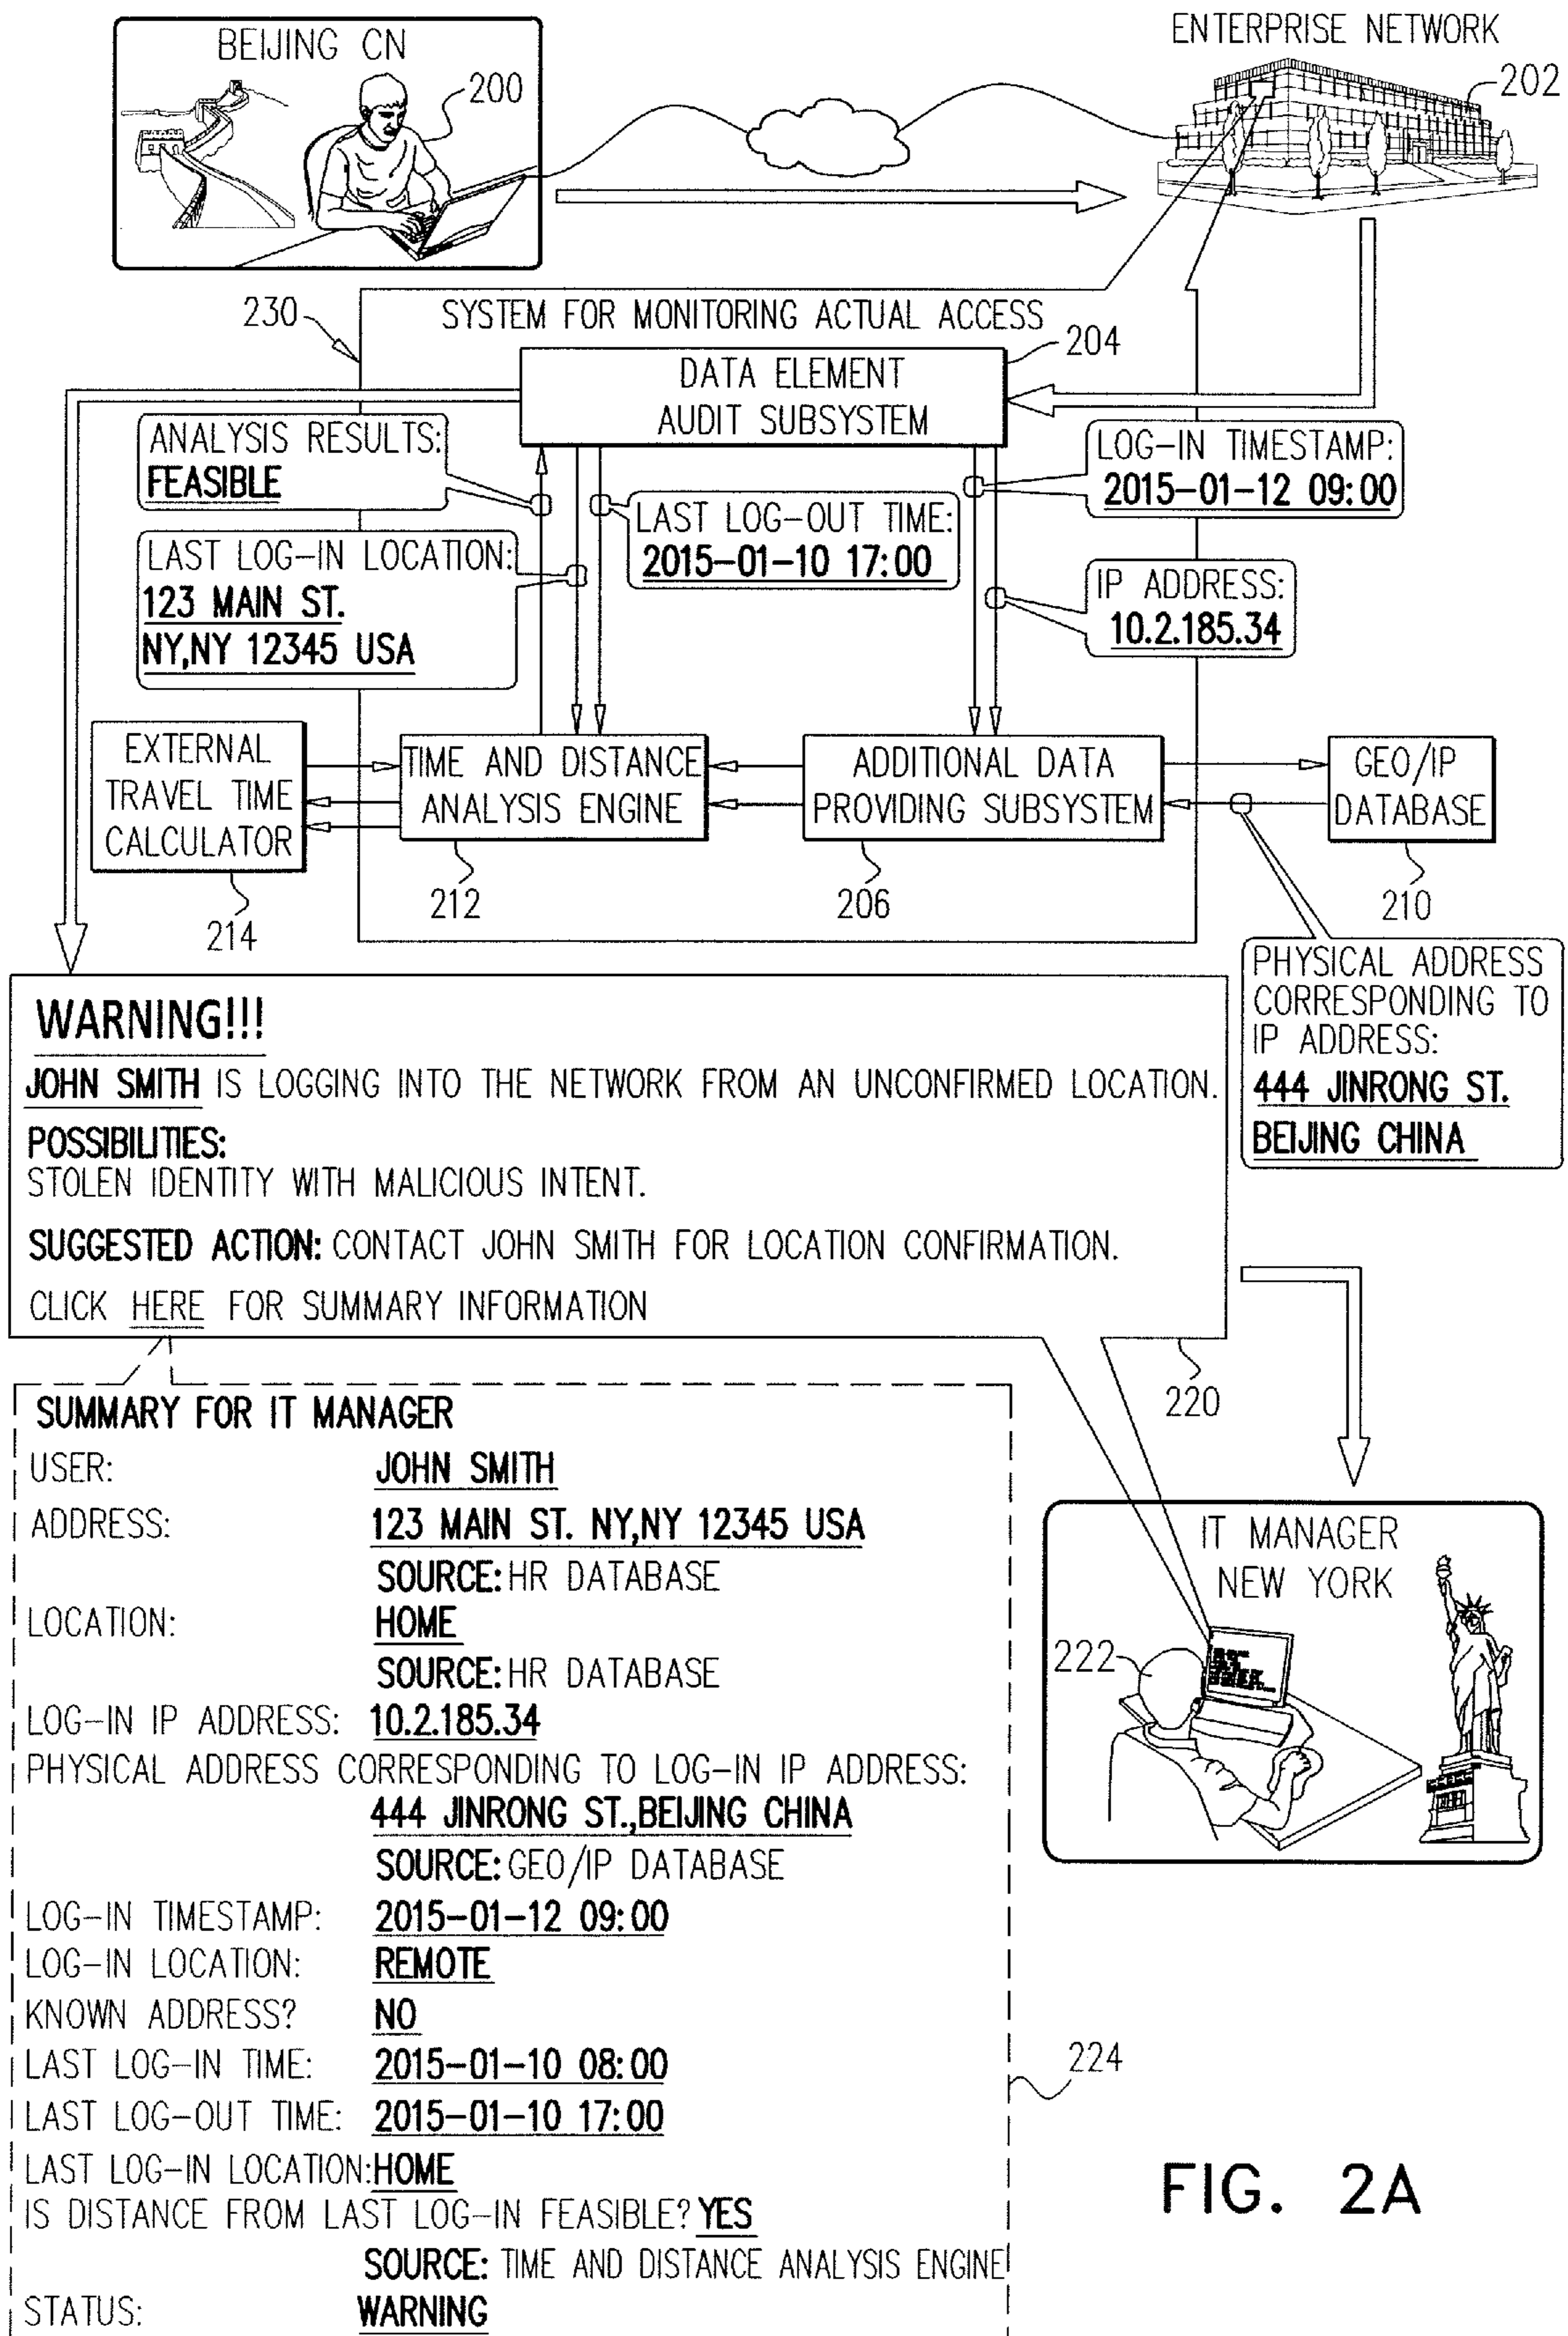 BEIJING CN
200
ENTERPRISE NETWORK
202
230
SYSTEM FOR MONITORING ACTUAL ACCESS
204
DATA ELEMENT
AUDIT SUBSYSTEM
ANALYSIS RESULTS:
FEASIBLE
LAST LOG-IN LOCATION:
123 MAIN ST.
NY,NY 12345 USA
LAST LOG-OUT TIME:
2015-01-10 17:00
LOG-IN TIMESTAMP:
2015-01-12 09:00
IP ADDRESS:
10.2.185.34
EXTERNAL
TRAVEL TIME
CALCULATOR
214
TIME AND DISTANCE
ANALYSIS ENGINE
212
ADDITIONAL DATA
PROVIDING SUBSYSTEM
206
GEO/IP
DATABASE
210
PHYSICAL ADDRESS
CORRESPONDING TO
IP ADDRESS:
444 JINRONG ST.
BEIJING CHINA
WARNING!!!
JOHN SMITH IS LOGGING INTO THE NETWORK FROM AN UNCONFIRMED LOCATION.
POSSIBILITIES:
STOLEN IDENTITY WITH MALICIOUS INTENT.
SUGGESTED ACTION: CONTACT JOHN SMITH FOR LOCATION CONFIRMATION.
CLICK HERE FOR SUMMARY INFORMATION
220
SUMMARY FOR IT MANAGER
USER: JOHN SMITH
ADDRESS: 123 MAIN ST. NY,NY 12345 USA
SOURCE: HR DATABASE
LOCATION: HOME
SOURCE: HR DATABASE
LOG-IN IP ADDRESS: 10.2.185.34
PHYSICAL ADDRESS CORRESPONDING TO LOG-IN IP ADDRESS:
444 JINRONG ST.,BEIJING CHINA
SOURCE: GEO/IP DATABASE
LOG-IN TIMESTAMP: 2015-01-12 09:00
LOG-IN LOCATION: REMOTE
KNOWN ADDRESS? NO
LAST LOG-IN TIME: 2015-01-10 08:00
LAST LOG-OUT TIME: 2015-01-10 17:00
LAST LOG-IN LOCATION: HOME
IS DISTANCE FROM LAST LOG-IN FEASIBLE? YES
SOURCE: TIME AND DISTANCE ANALYSIS ENGINE
STATUS: WARNING
224
IT MANAGER
NEW YORK
222
FIG. 2A